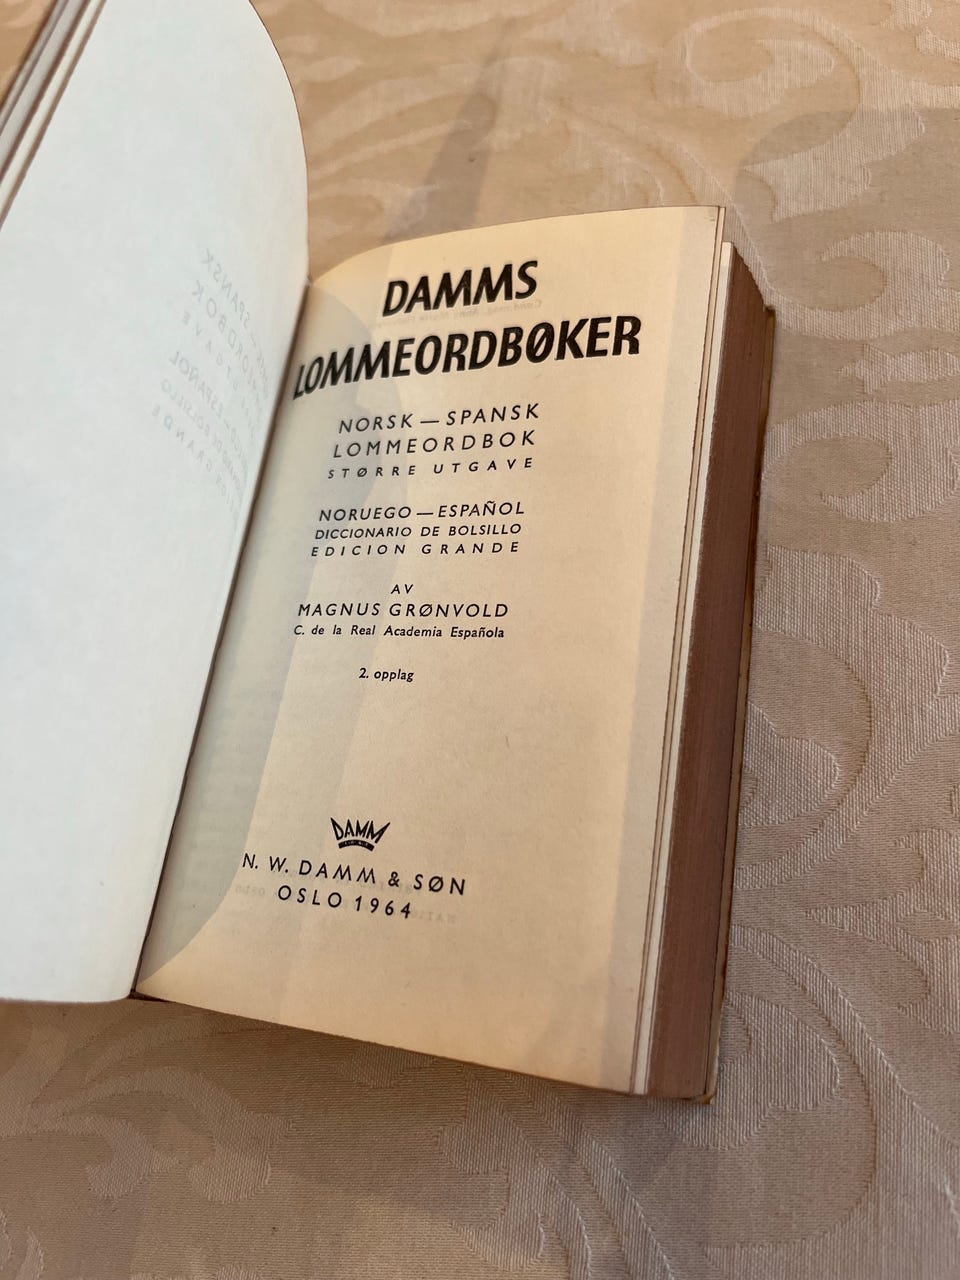 DAMMS
LOMMEORDBØKER
NORSK — SPANSK
LOMMEORDBOK
STØRRE UTGAVE
NORUEGO — ESPAÑOL
DICCIONARIO DE BOLSILLO
EDICION GRANDE
AV
MAGNUS GRØNVOLD
C. de la Real Academia Española
2. opplag
DAMM
N. W. DAMM & SØN
OSLO 1964